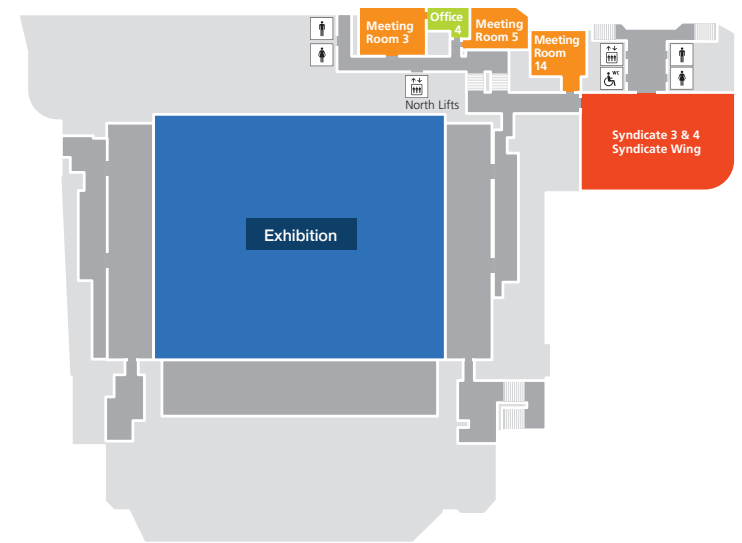 Meeting
Room 3
Office
4
Meeting
Room 5
Meeting
Room
14
WC
North Lifts
Syndicate 3 & 4
Syndicate Wing
Exhibition